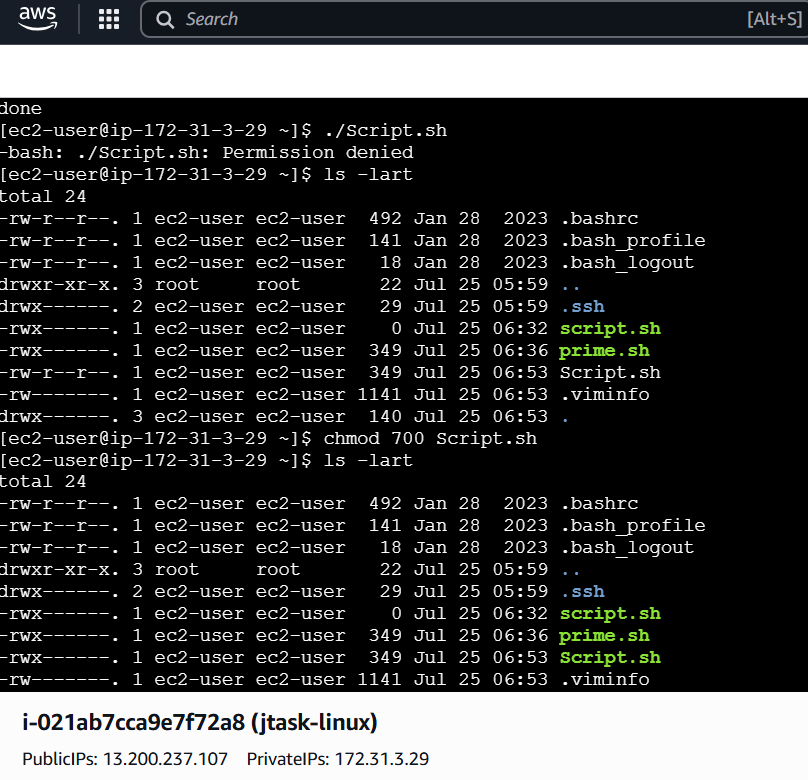 aws
Search [Alt+S]
done
[ec2-user@ip-172-31-3-29 ~]$ ./Script.sh
-bash: ./Script.sh: Permission denied
[ec2-user@ip-172-31-3-29 ~]$ ls -lart
total 24
-rw-r--r--. 1 ec2-user ec2-user  492 Jan 28  2023 .bashrc
-rw-r--r--. 1 ec2-user ec2-user  141 Jan 28  2023 .bash_profile
-rw-r--r--. 1 ec2-user ec2-user   18 Jan 28  2023 .bash_logout
drwxr-xr-x. 3 root     root       22 Jul 25 05:59 ..
drwx------. 2 ec2-user ec2-user   29 Jul 25 05:59 .ssh
-rwx------. 1 ec2-user ec2-user    0 Jul 25 06:32 script.sh
-rwx------. 1 ec2-user ec2-user  349 Jul 25 06:36 prime.sh
-rw-r--r--. 1 ec2-user ec2-user  349 Jul 25 06:53 Script.sh
-rw-------. 1 ec2-user ec2-user 1141 Jul 25 06:53 .viminfo
drwx------. 3 ec2-user ec2-user  140 Jul 25 06:53 .
[ec2-user@ip-172-31-3-29 ~]$ chmod 700 Script.sh
[ec2-user@ip-172-31-3-29 ~]$ ls -lart
total 24
-rw-r--r--. 1 ec2-user ec2-user  492 Jan 28  2023 .bashrc
-rw-r--r--. 1 ec2-user ec2-user  141 Jan 28  2023 .bash_profile
-rw-r--r--. 1 ec2-user ec2-user   18 Jan 28  2023 .bash_logout
drwxr-xr-x. 3 root     root       22 Jul 25 05:59 ..
drwx------. 2 ec2-user ec2-user   29 Jul 25 05:59 .ssh
-rwx------. 1 ec2-user ec2-user    0 Jul 25 06:32 script.sh
-rwx------. 1 ec2-user ec2-user  349 Jul 25 06:36 prime.sh
-rwx------. 1 ec2-user ec2-user  349 Jul 25 06:53 Script.sh
-rw-------. 1 ec2-user ec2-user 1141 Jul 25 06:53 .viminfo
i-021ab7cca9e7f72a8 (jtask-linux)
PublicIPs: 13.200.237.107 PrivateIPs: 172.31.3.29